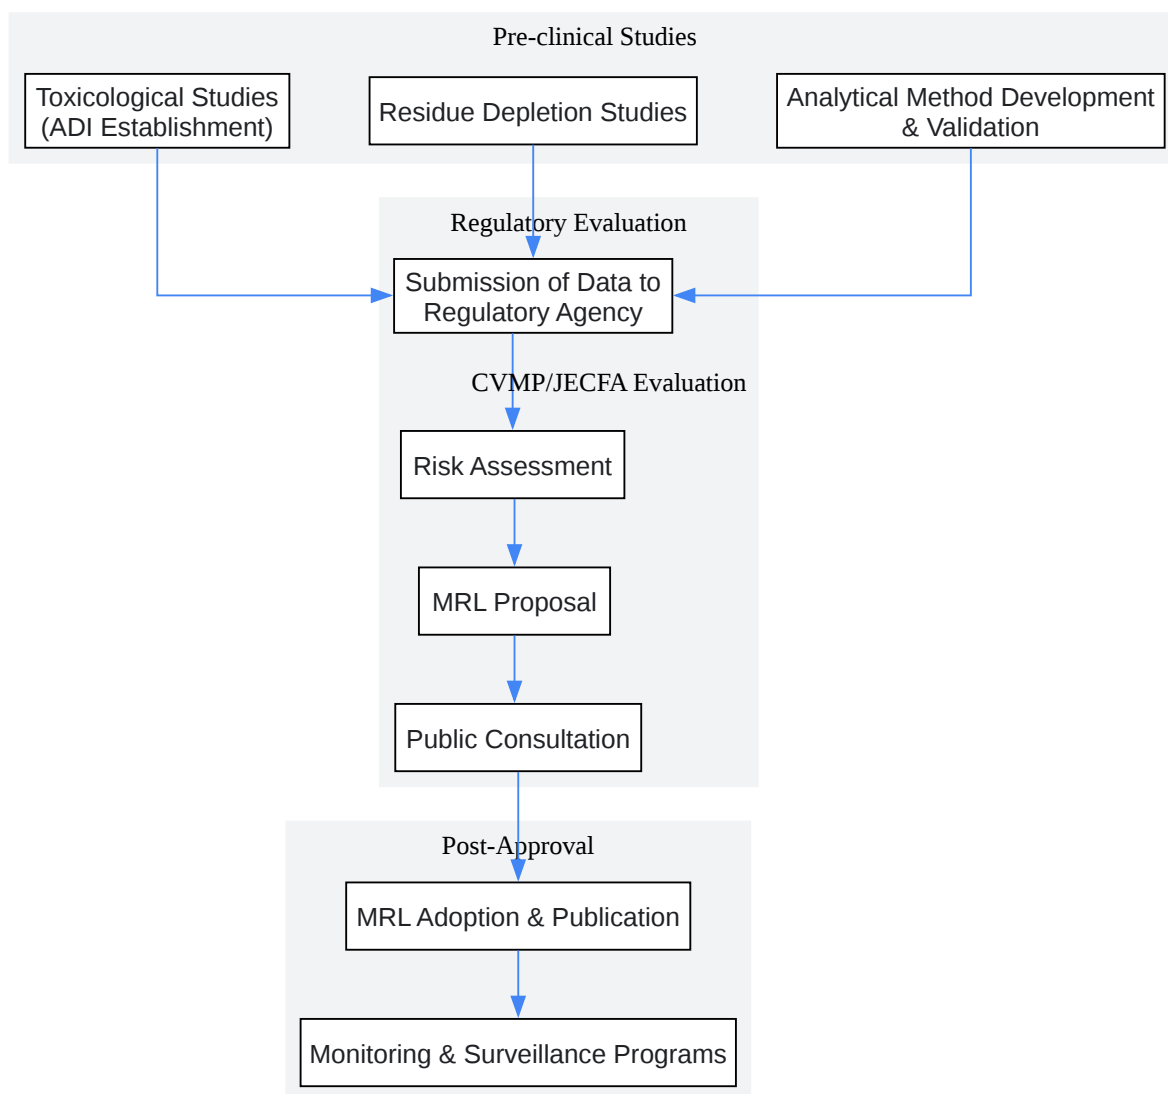 Pre-clinical Studies
Toxicological Studies
(ADI Establishment)
Residue Depletion Studies
Analytical Method Development
& Validation
Regulatory Evaluation
Submission of Data to
Regulatory Agency
CVMP/JECFA Evaluation
Risk Assessment
MRL Proposal
Public Consultation
Post-Approval
MRL Adoption & Publication
Monitoring & Surveillance Programs